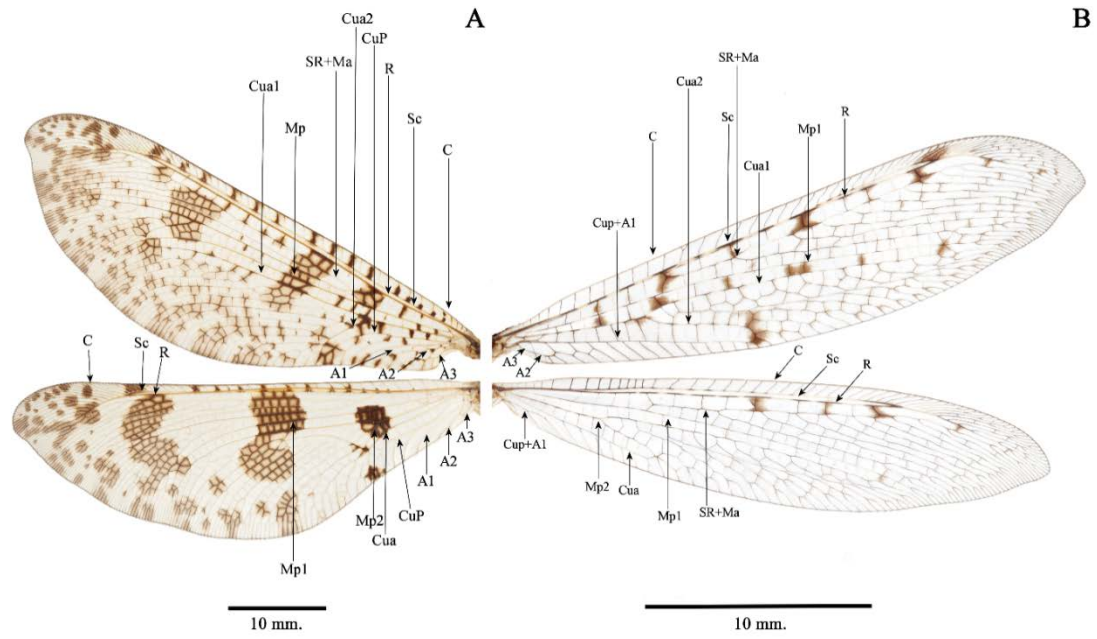 A
Cua2
CuP
SR+Ma
R
Cua1
Sc
Mp
C
A1
A2
A3
C
Sc
R
A3
A2
A1
CuP
Mp2
Cua
Mp1
10 mm.
B
SR+Ma
Cua2
Sc
R
Mp1
C
Cua1
Cup+A1
A3
A2
C
Sc
R
Cup+A1
Mp2
Cua
Mp1
SR+Ma
10 mm.